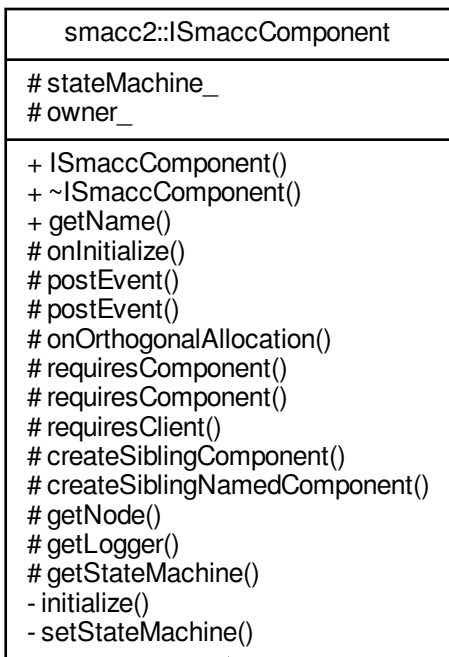 smacc2::ISmaccComponent
# stateMachine_
# owner_
+ ISmaccComponent()
+ ~ISmaccComponent()
+ getName()
# onInitialize()
# postEvent()
# postEvent()
# onOrthogonalAllocation()
# requiresComponent()
# requiresComponent()
# requiresClient()
# createSiblingComponent()
# createSiblingNamedComponent()
# getNode()
# getLogger()
# getStateMachine()
- initialize()
- setStateMachine()